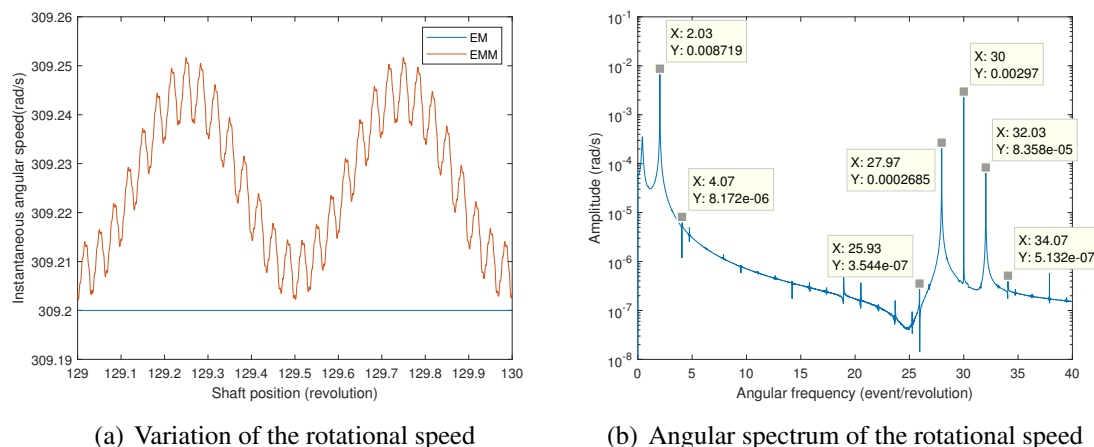 309.26
309.25
309.24
309.23
309.22
309.21
309.2
309.19
Instantaneous angular speed(rad/s)
EM
EMM
129 129.1 129.2 129.3 129.4 129.5 129.6 129.7 129.8 129.9 130
Shaft position (revolution)
(a) Variation of the rotational speed
10-1
10-2
10-3
10-4
10-5
10-6
10-7
10-8
Amplitude (rad/s)
X: 2.03
Y: 0.008719
X: 30
Y: 0.00297
X: 32.03
Y: 8.358e-05
X: 27.97
Y: 0.0002685
X: 4.07
Y: 8.172e-06
X: 25.93
Y: 3.544e-07
X: 34.07
Y: 5.132e-07
0 5 10 15 20 25 30 35 40
Angular frequency (event/revolution)
(b) Angular spectrum of the rotational speed